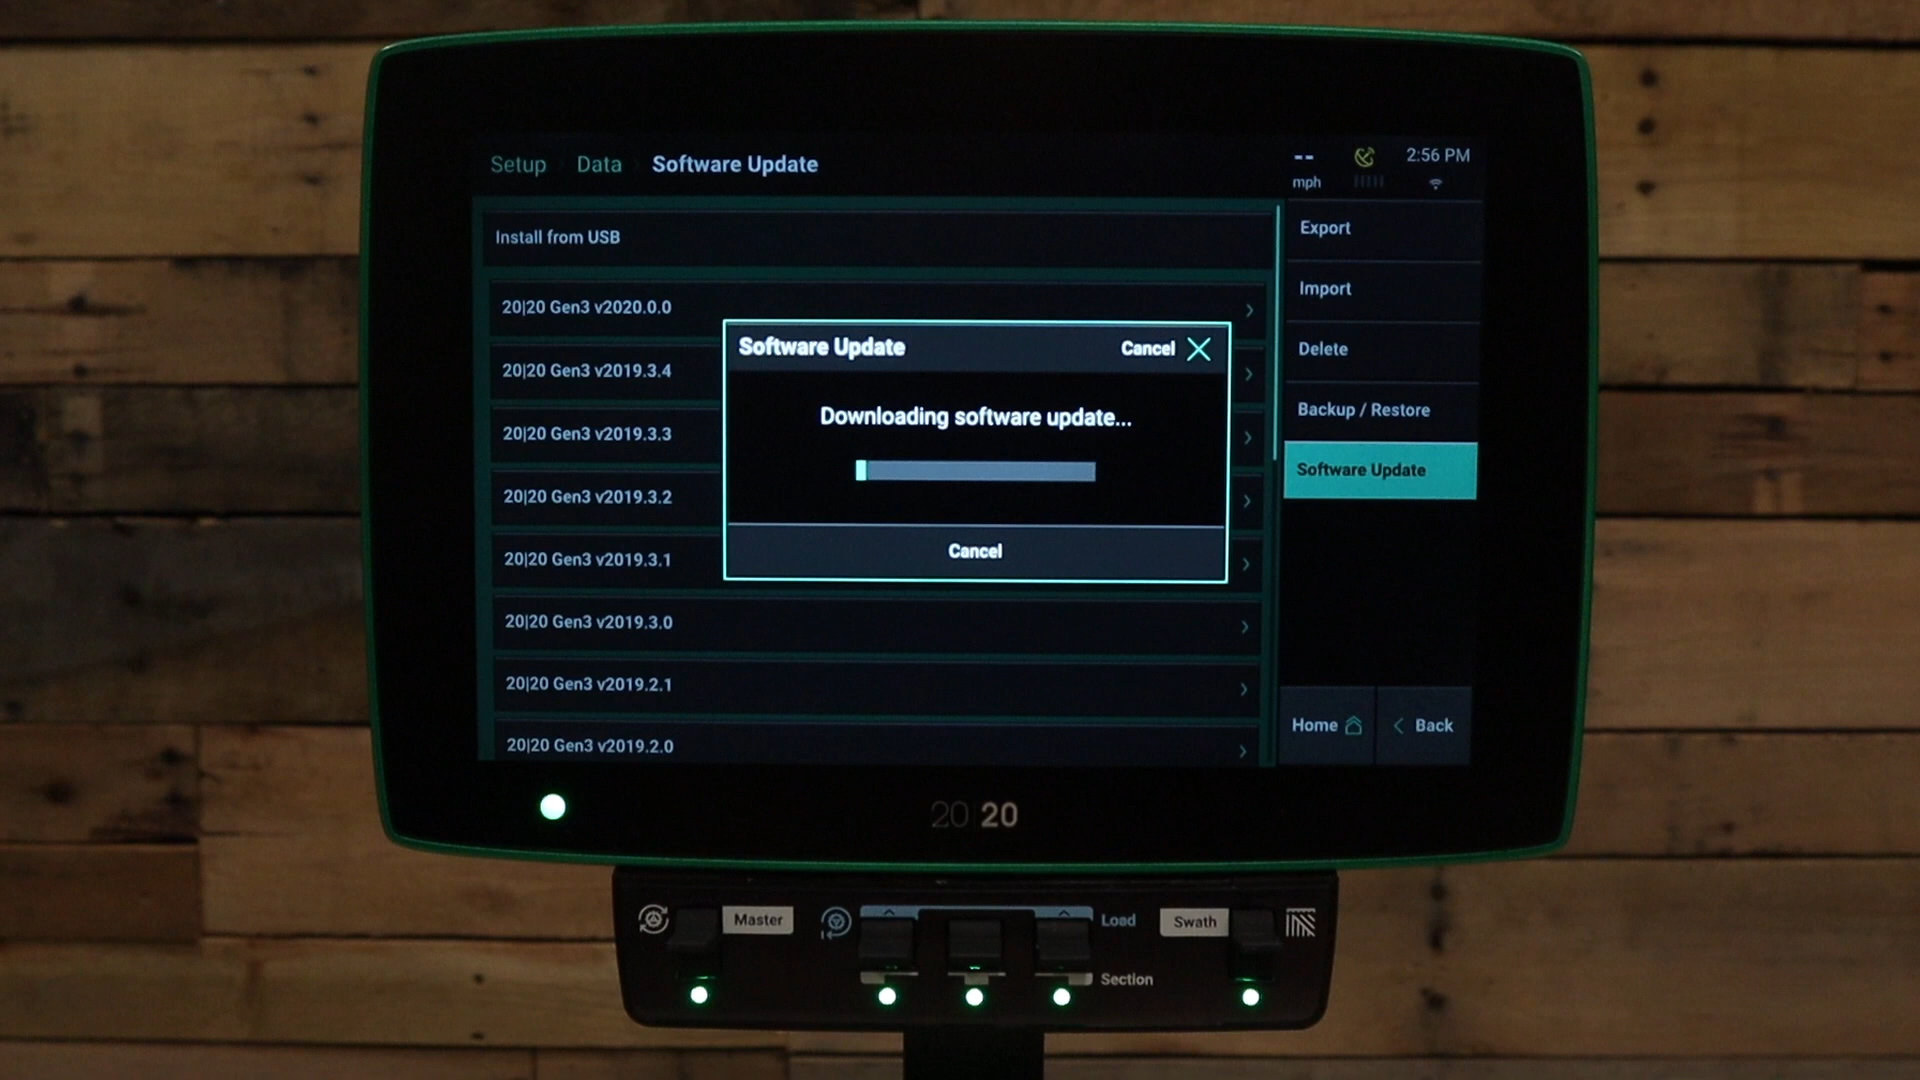 Setup Data Software Update
-- 2:56 PM
mph
Install from USB
20|20 Gen3 v2020.0.0
20|20 Gen3 v2019.3.4
20|20 Gen3 v2019.3.3
20|20 Gen3 v2019.3.2
20|20 Gen3 v2019.3.1
20|20 Gen3 v2019.3.0
20|20 Gen3 v2019.2.1
20|20 Gen3 v2019.2.0
Software Update Cancel
Downloading software update...
Cancel
Export
Import
Delete
Backup / Restore
Software Update
Home Back
20|20
Master Load Swath
Section